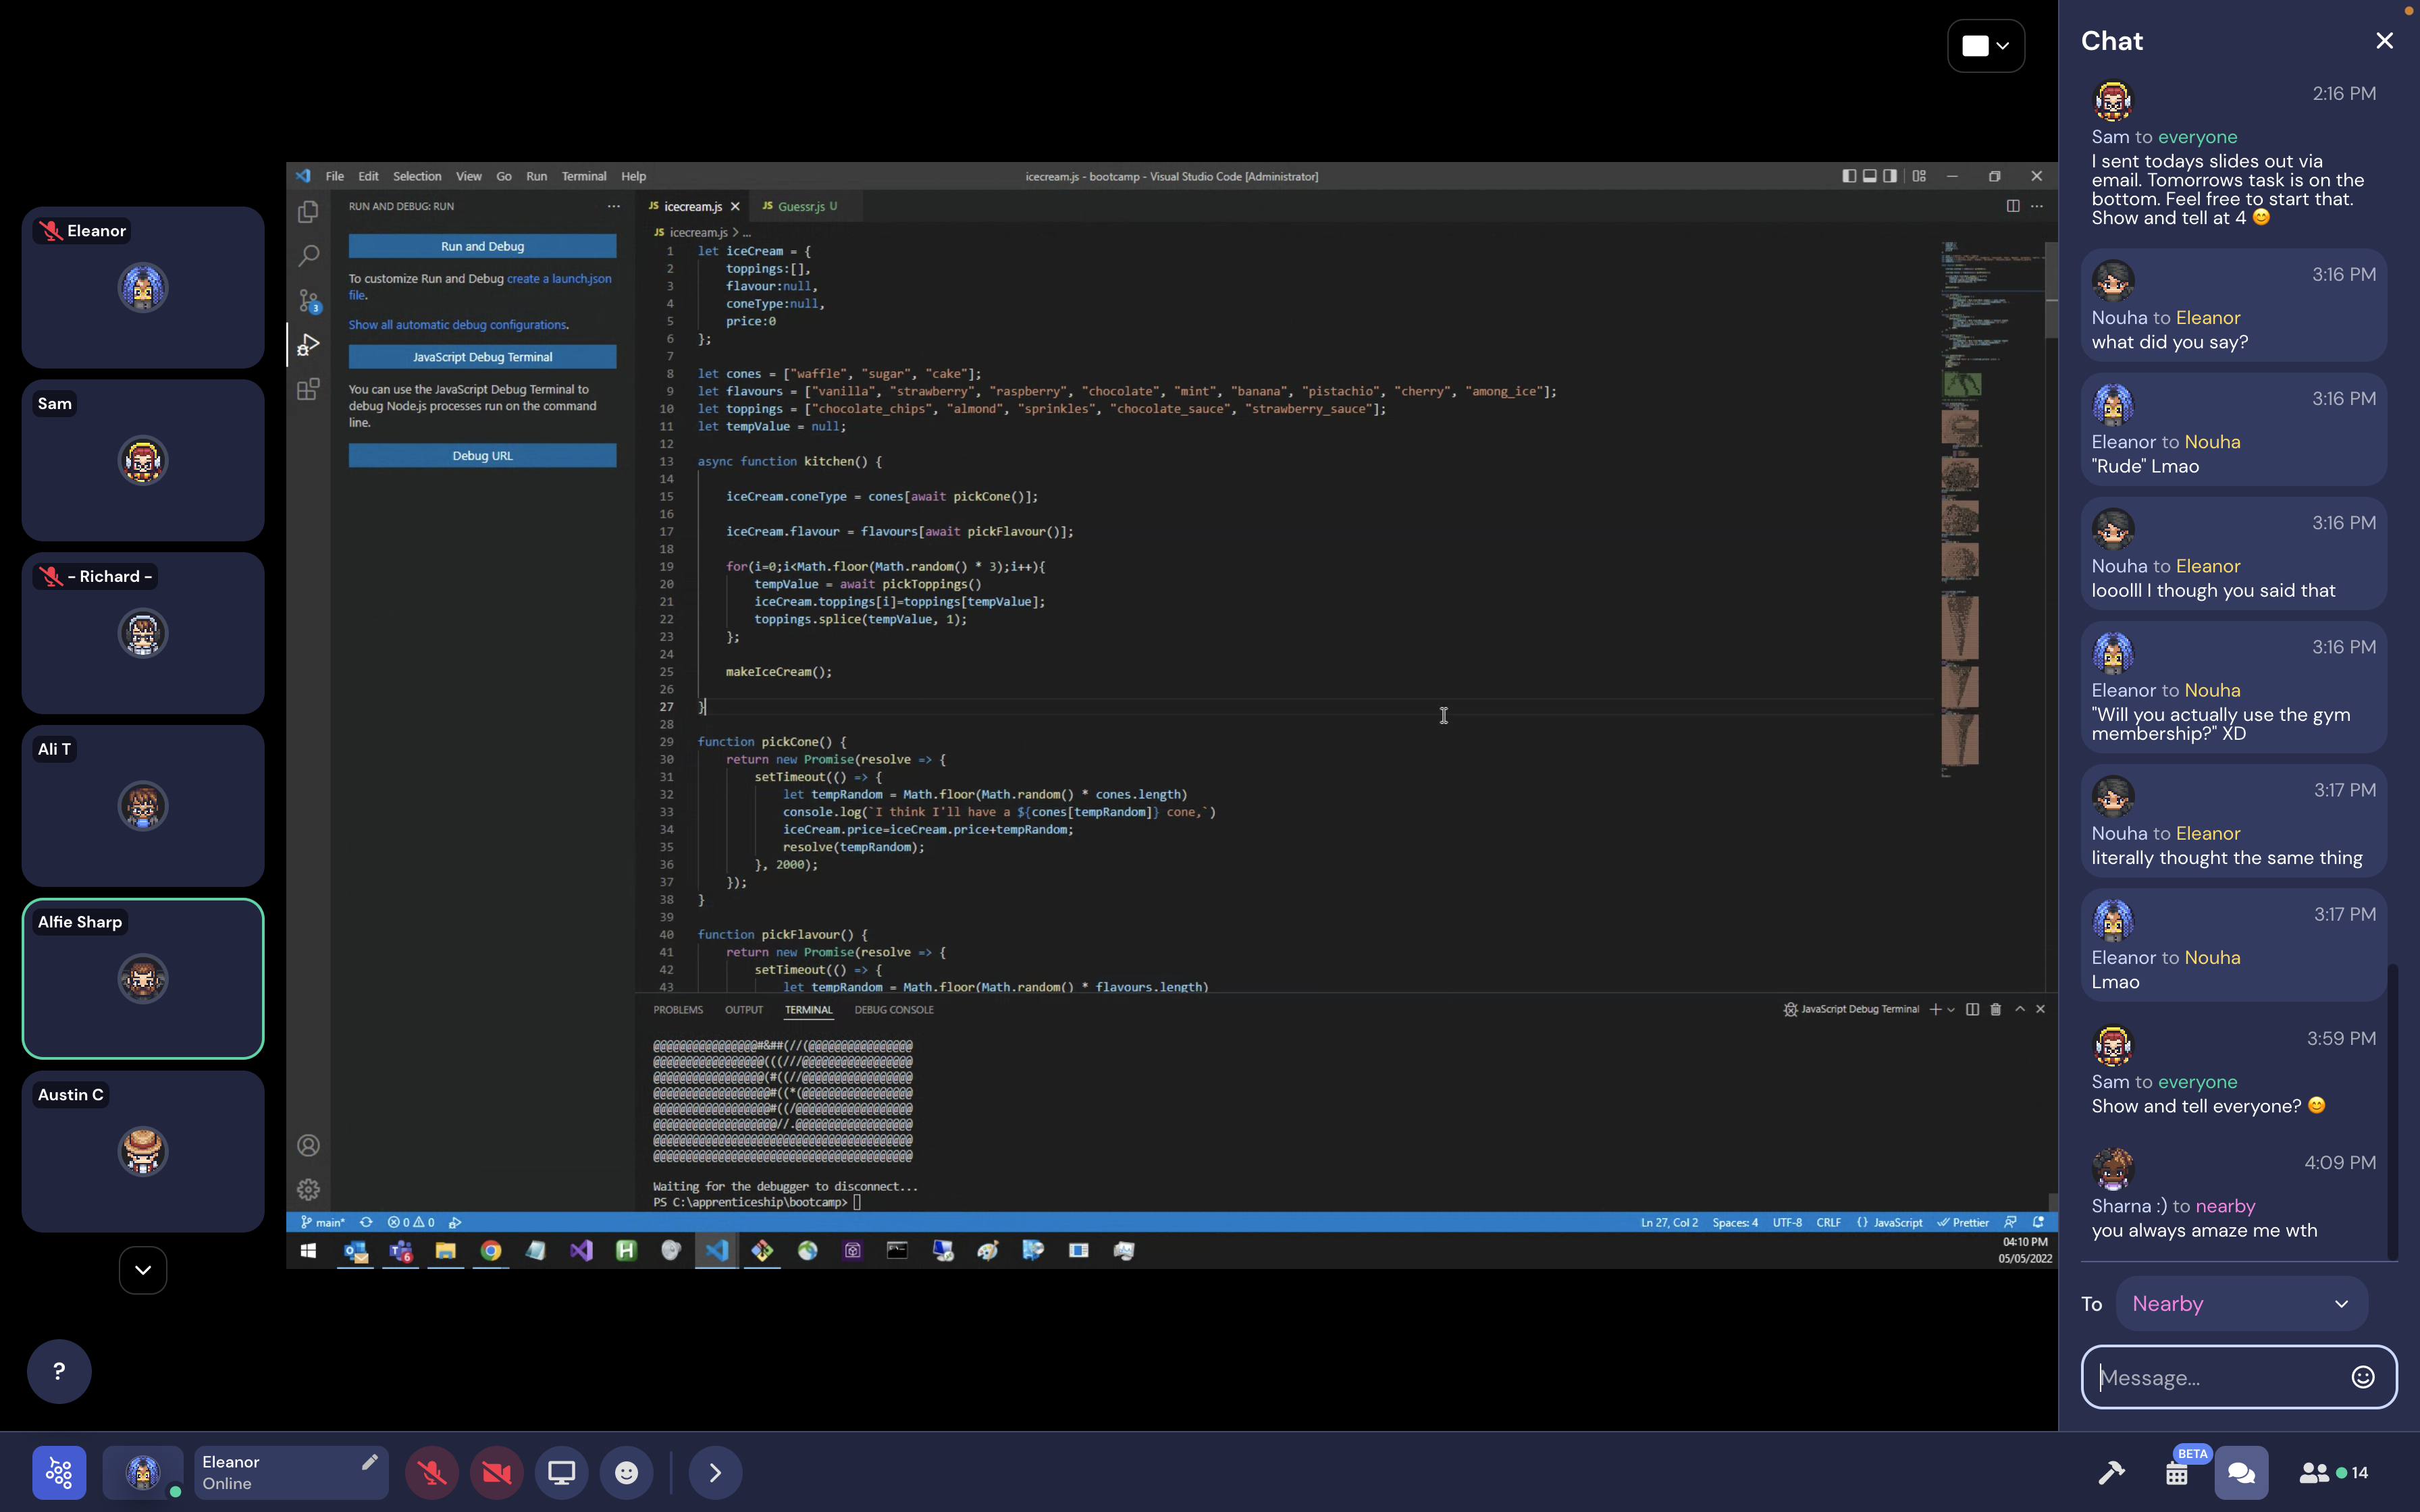 Eleanor
Sam
- Richard -
Ali T
Alfie Sharp
Austin C
?
File Edit Selection View Go Run Terminal Help
icecream.js - bootcamp - Visual Studio Code [Administrator]
RUN AND DEBUG: RUN
Run and Debug
To customize Run and Debug create a launch.json
file.
Show all automatic debug configurations.
JavaScript Debug Terminal
You can use the JavaScript Debug Terminal to
debug Node.js processes run on the command
line.
Debug URL
3
JS icecream.js
JS Guessr.js U
JS icecream.js > ...
1 let iceCream = {
2 toppings:[],
3 flavour:null,
4 coneType:null,
5 price:0
6 };
7
8 let cones = ["waffle", "sugar", "cake"];
9 let flavours = ["vanilla", "strawberry", "raspberry", "chocolate", "mint", "banana", "pistachio", "cherry", "among_ice"];
10 let toppings = ["chocolate_chips", "almond", "sprinkles", "chocolate_sauce", "strawberry_sauce"];
11 let tempValue = null;
12
13 async function kitchen() {
14
15 iceCream.coneType = cones[await pickCone()];
16
17 iceCream.flavour = flavours[await pickFlavour()];
18
19 for(i=0;i<Math.floor(Math.random() * 3);i++){
20 tempValue = await pickToppings()
21 iceCream.toppings[i]=toppings[tempValue];
22 toppings.splice(tempValue, 1);
23 };
24
25 makeIceCream();
26
27 }
28
29 function pickCone() {
30 return new Promise(resolve => {
31 setTimeout(() => {
32 let tempRandom = Math.floor(Math.random() * cones.length)
33 console.log(`I think I'll have a ${cones[tempRandom]} cone,`)
34 iceCream.price=iceCream.price+tempRandom;
35 resolve(tempRandom);
36 }, 2000);
37 });
38 }
39
40 function pickFlavour() {
41 return new Promise(resolve => {
42 setTimeout(() => {
43 let tempRandom = Math.floor(Math.random() * flavours.length)
PROBLEMS OUTPUT TERMINAL DEBUG CONSOLE
JavaScript Debug Terminal
Waiting for the debugger to disconnect...
PS C:\apprenticeship\bootcamp>
main* 0 0
Ln 27, Col 2 Spaces: 4 UTF-8 CRLF {} JavaScript Prettier
6
04:10 PM
05/05/2022
Chat
2:16 PM
Sam to everyone
I sent todays slides out via
email. Tomorrows task is on the
bottom. Feel free to start that.
Show and tell at 4 😊
3:16 PM
Nouha to Eleanor
what did you say?
3:16 PM
Eleanor to Nouha
"Rude" Lmao
3:16 PM
Nouha to Eleanor
looolll I though you said that
3:16 PM
Eleanor to Nouha
"Will you actually use the gym
membership?" XD
3:17 PM
Nouha to Eleanor
literally thought the same thing
3:17 PM
Eleanor to Nouha
Lmao
3:59 PM
Sam to everyone
Show and tell everyone? 😊
4:09 PM
Sharna :) to nearby
you always amaze me wth
To Nearby
Message...
Eleanor
Online
BETA
14